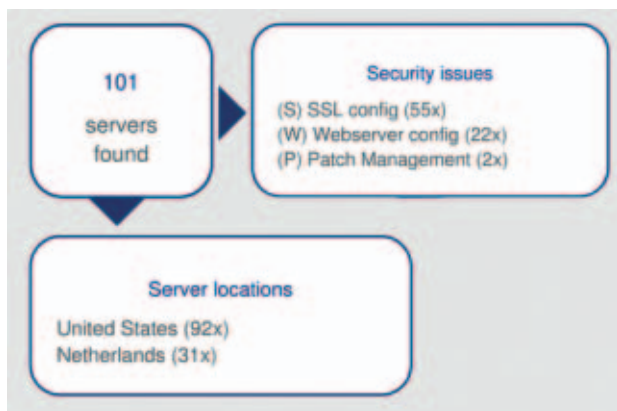 101
servers
found
Security issues
(S) SSL config (55x)
(W) Webserver config (22x)
(P) Patch Management (2x)
Server locations
United States (92x)
Netherlands (31x)